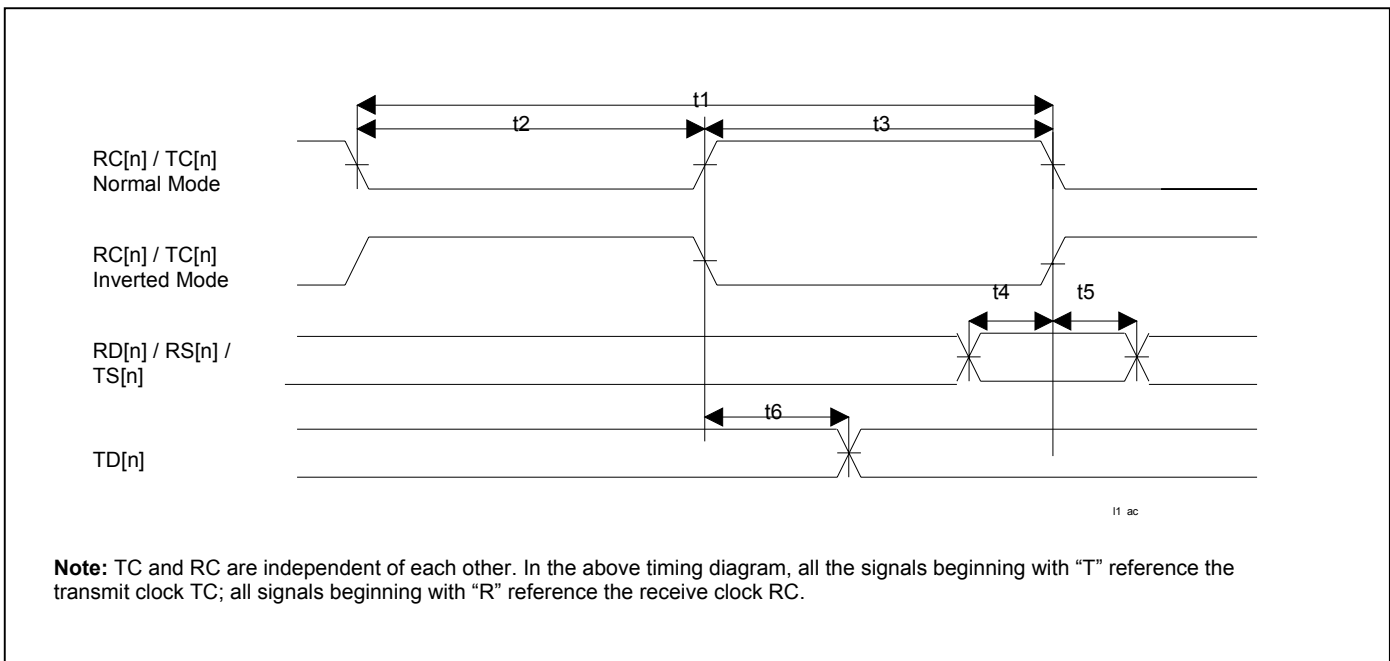 t1
t2
t3
RC[n] / TC[n]
Normal Mode
RC[n] / TC[n]
Inverted Mode
t4
t5
RD[n] / RS[n] /
TS[n]
t6
TD[n]
l1 ac
Note: TC and RC are independent of each other. In the above timing diagram, all the signals beginning with “T” reference the
transmit clock TC; all signals beginning with “R” reference the receive clock RC.